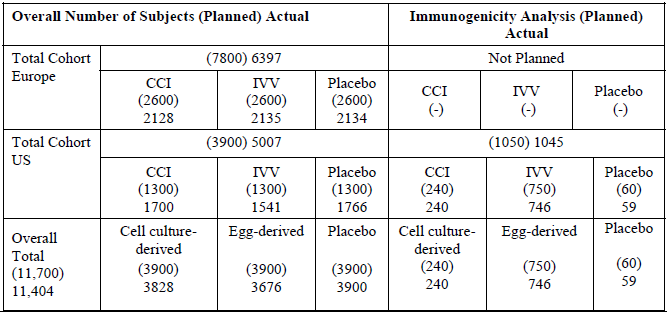 Overall Number of Subjects (Planned) Actual
Immunogenicity Analysis (Planned)
Actual
Total Cohort
Europe
(7800) 6397
Not Planned
CCI
(2600)
2128
IVV
(2600)
2135
Placebo
(2600)
2134
CCI
(-)
IVV
(-)
Placebo
(-)
Total Cohort
US
(3900) 5007
(1050) 1045
CCI
(1300)
1700
IVV
(1300)
1541
Placebo
(1300)
1766
CCI
(240)
240
IVV
(750)
746
Placebo
(60)
59
Overall
Total
(11,700)
11,404
Cell culture-
derived
(3900)
3828
Egg-derived
(3900)
3676
Placebo
(3900)
3900
Cell culture-
derived
(240)
240
Egg-derived
(750)
746
Placebo
(60)
59